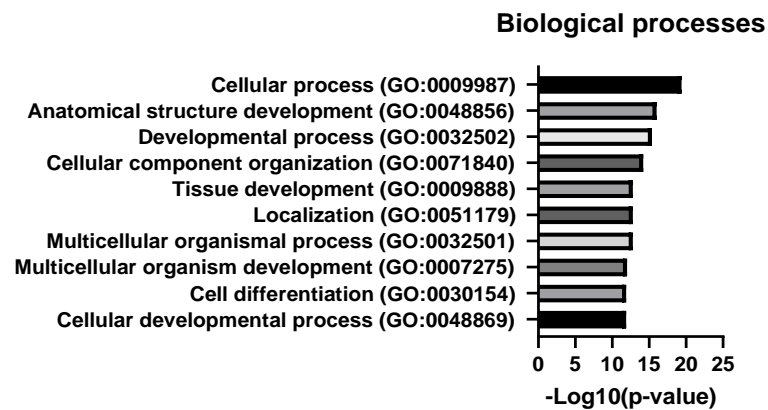 Biological processes
Cellular process (GO:0009987)
Anatomical structure development (GO:0048856)
Developmental process (GO:0032502)
Cellular component organization (GO:0071840)
Tissue development (GO:0009888)
Localization (GO:0051179)
Multicellular organismal process (GO:0032501)
Multicellular organism development (GO:0007275)
Cell differentiation (GO:0030154)
Cellular developmental process (GO:0048869)
0 5 10 15 20 25
-Log10(p-value)